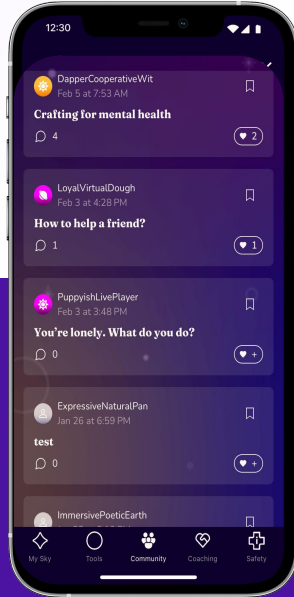 12:30
DapperCooperativeWit
Feb 5 at 7:53 AM
Crafting for mental health
4
2
LoyalVirtualDough
Feb 3 at 4:28 PM
How to help a friend?
1
1
PuppyishLivePlayer
Feb 3 at 3:48 PM
You're lonely. What do you do?
0
+
ExpressiveNaturalPan
Jan 26 at 6:59 PM
test
0
+
ImmersivePoeticEarth
My Sky Tools Community Coaching Safety